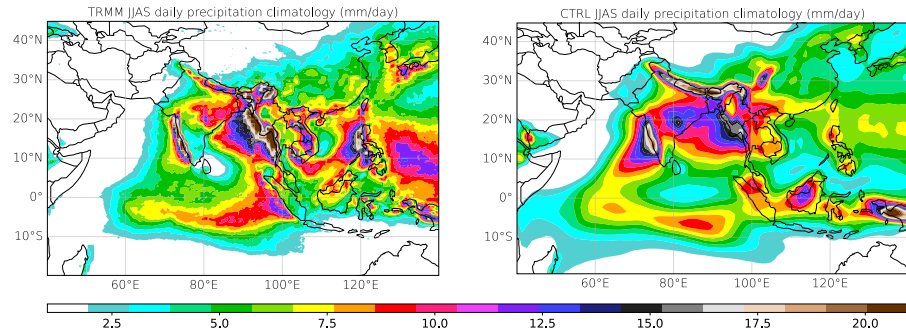 TRMM JJAS daily precipitation climatology (mm/day)
CTRL JJAS daily precipitation climatology (mm/day)
40°N
30°N
20°N
10°N
0°
10°S
60°E 80°E 100°E 120°E
40°N
30°N
20°N
10°N
0°
10°S
60°E 80°E 100°E 120°E
2.5 5.0 7.5 10.0 12.5 15.0 17.5 20.0